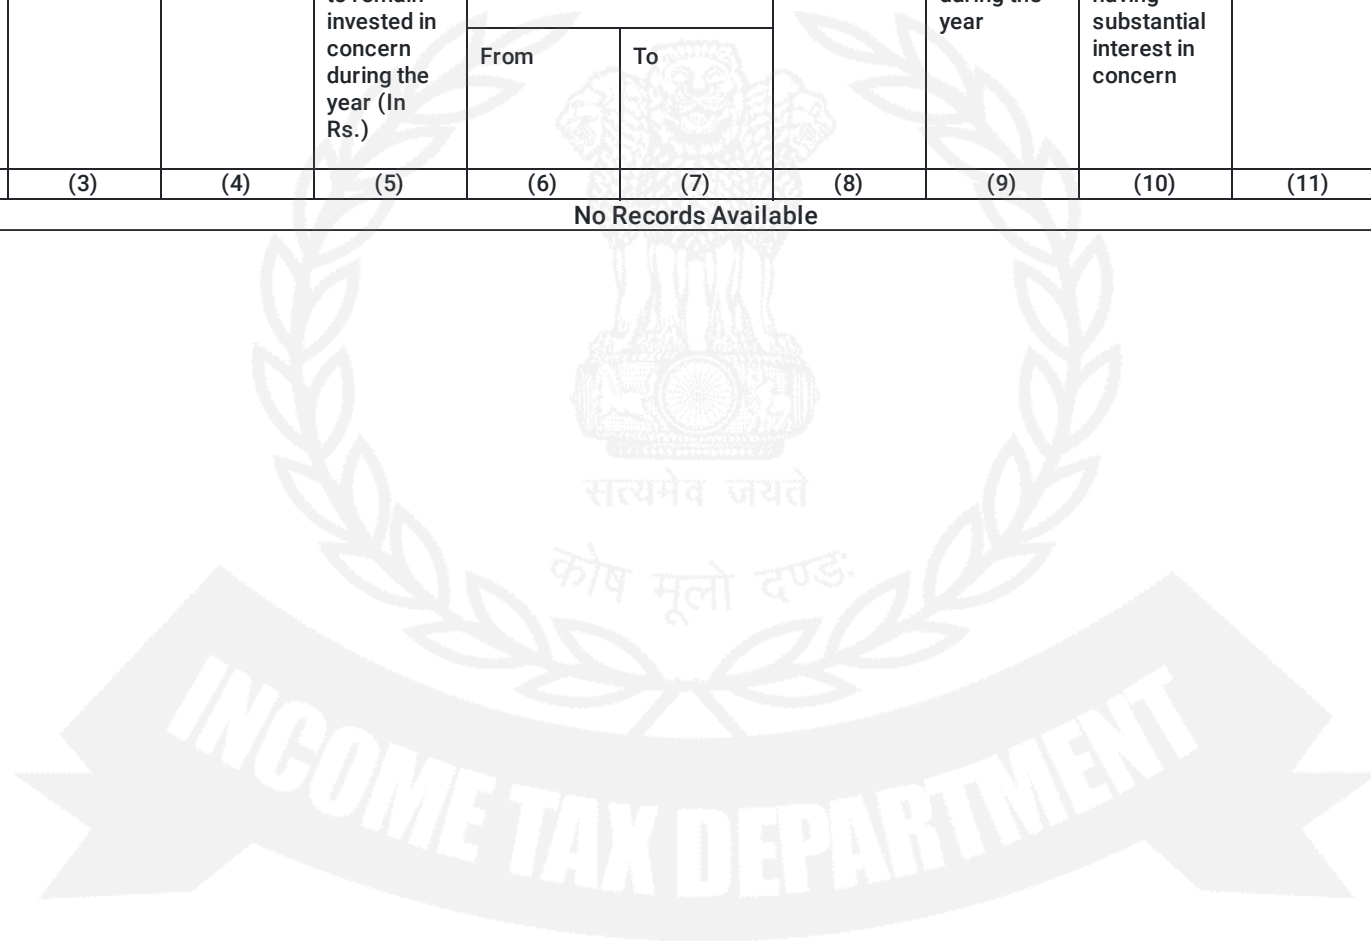 to remain
invested in
concern
during the
year (In
Rs.)
From
To
during the
year
having
substantial
interest in
concern
(3) (4) (5) (6) (7) (8) (9) (10) (11)
No Records Available
सत्यमेव जयते
कोष मूलो दण्डः
INCOME TAX DEPARTMENT